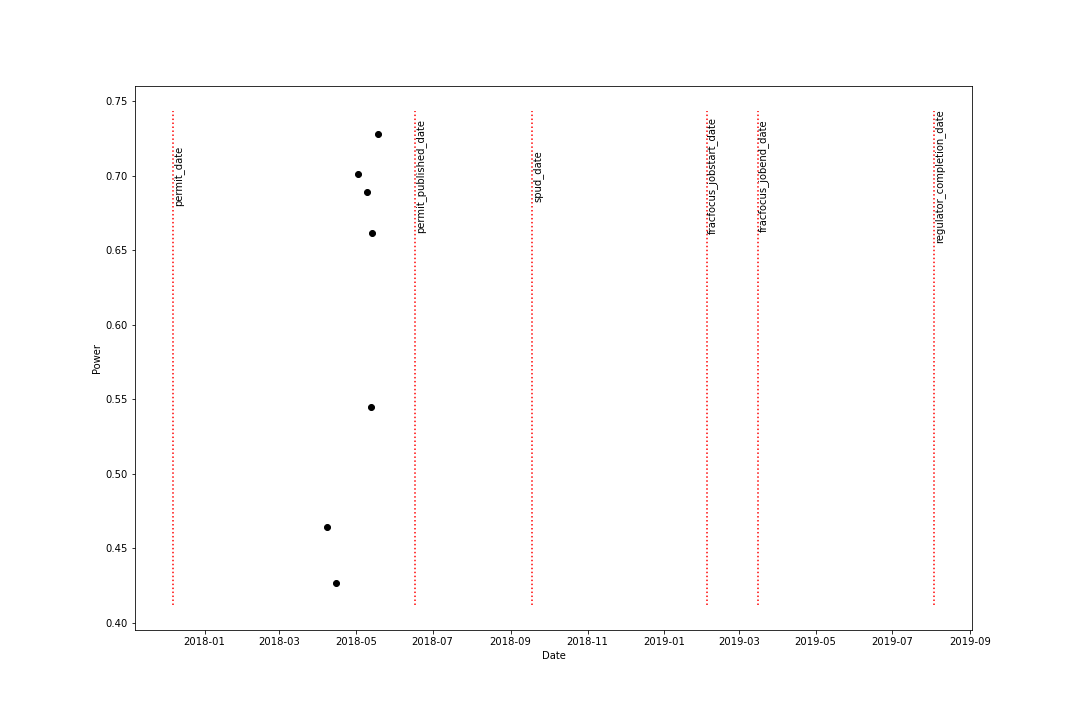 0.75
0.70
0.65
0.60
0.55
0.50
0.45
0.40
Power
permit_date
permit_published_date
spud_date
fracfocus_jobstart_date
fracfocus_jobend_date
regulator_completion_date
2018-01
2018-03
2018-05
2018-07
2018-09
2018-11
2019-01
2019-03
2019-05
2019-07
2019-09
Date